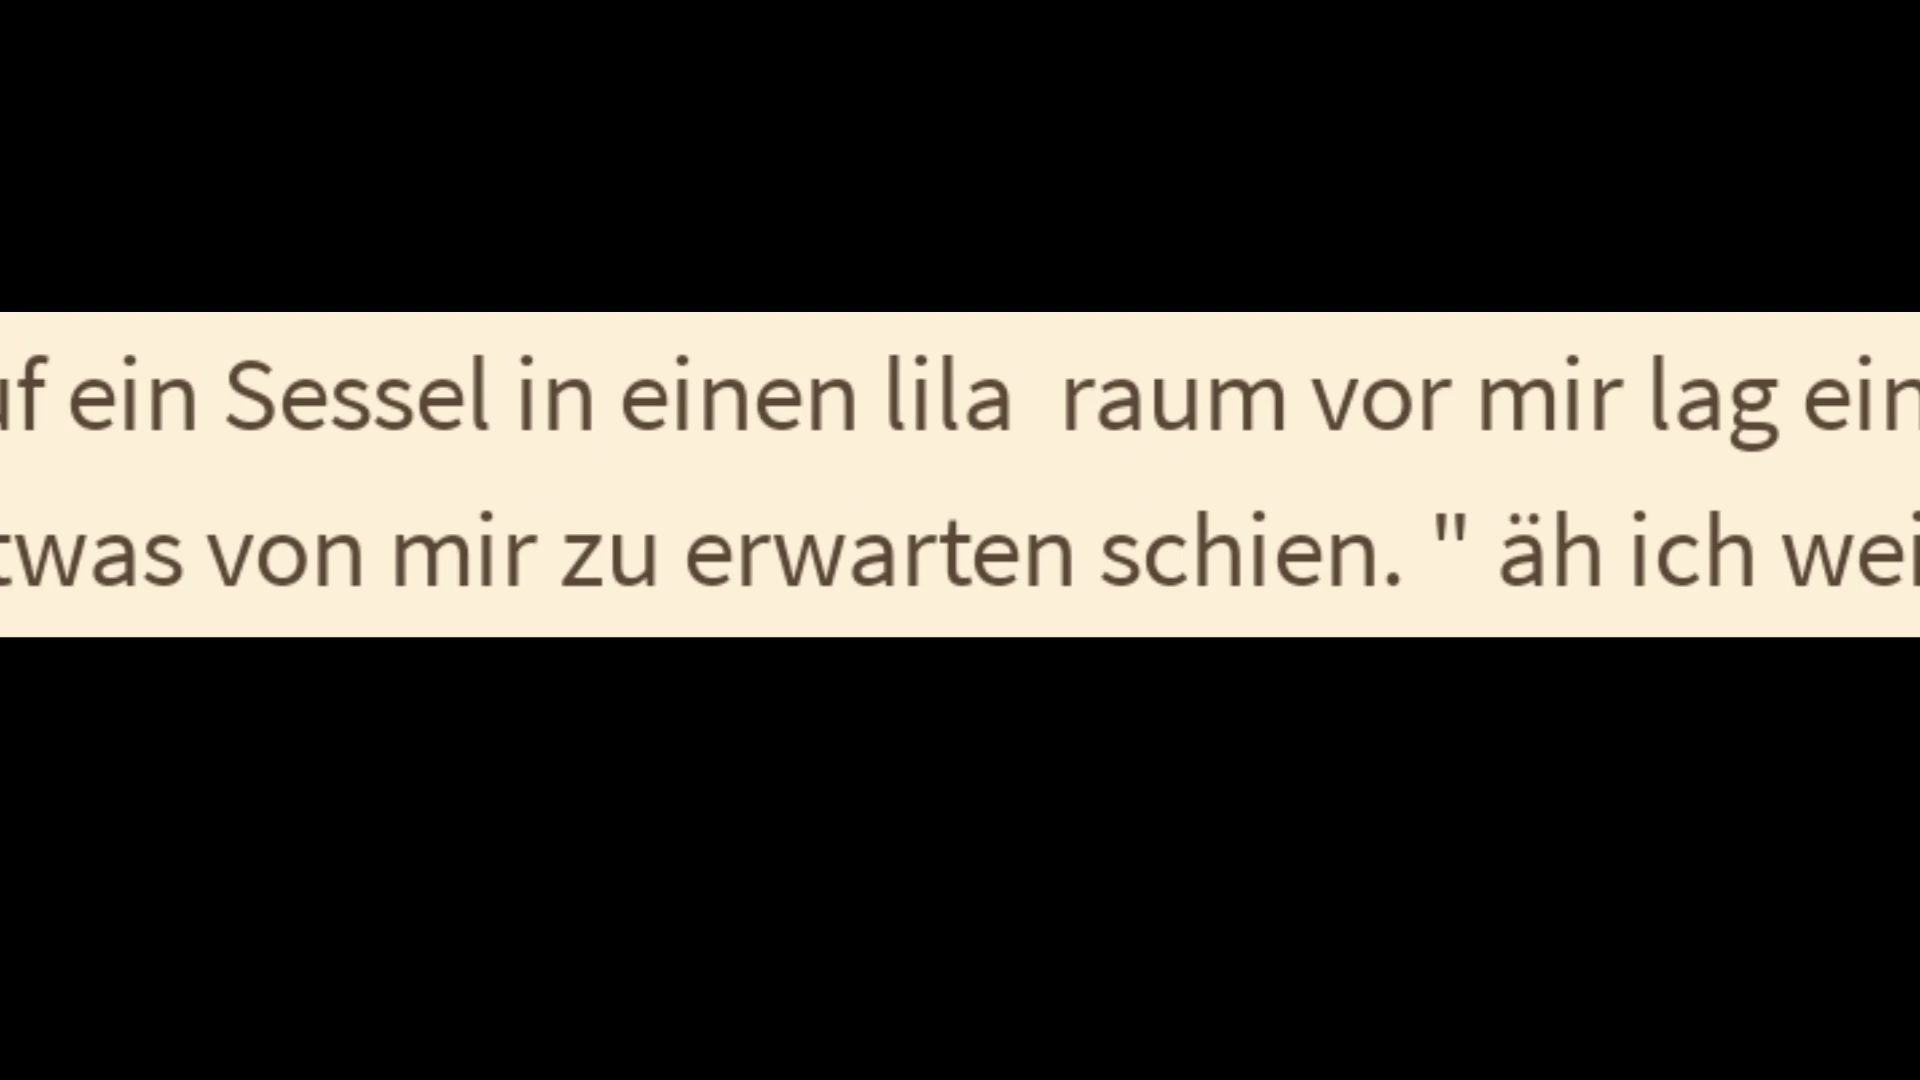 uf ein Sessel in einen lila  raum vor mir lag ein
twas von mir zu erwarten schien. " äh ich wei